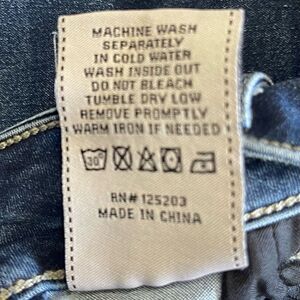 MACHINE WASH
SEPARATELY
IN COLD WATER
WASH INSIDE OUT
DO NOT BLEACH
TUMBLE DRY LOW
REMOVE PROMPTLY
WARM IRON IF NEEDED
30°
RN# 125203
MADE IN CHINA